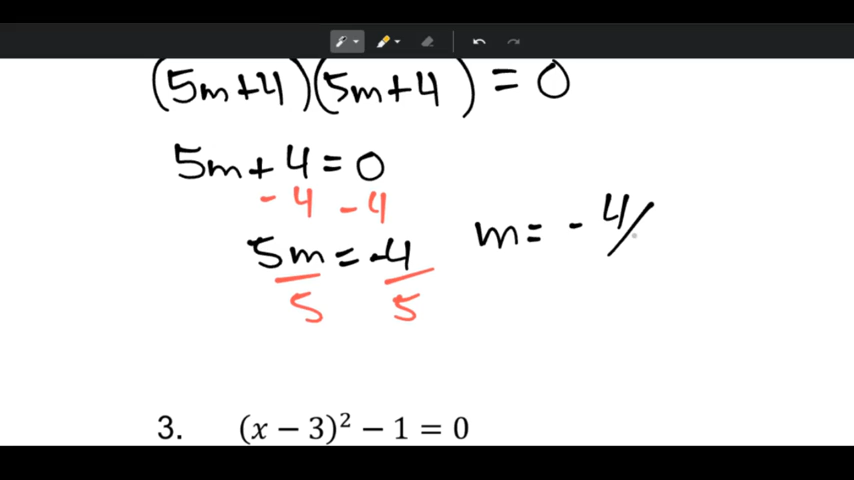 (5m+4)(5m+4) = 0
5m+4=0
-4 -4
5m=-4
5 5
m= -4/
3. (x − 3)² − 1 = 0